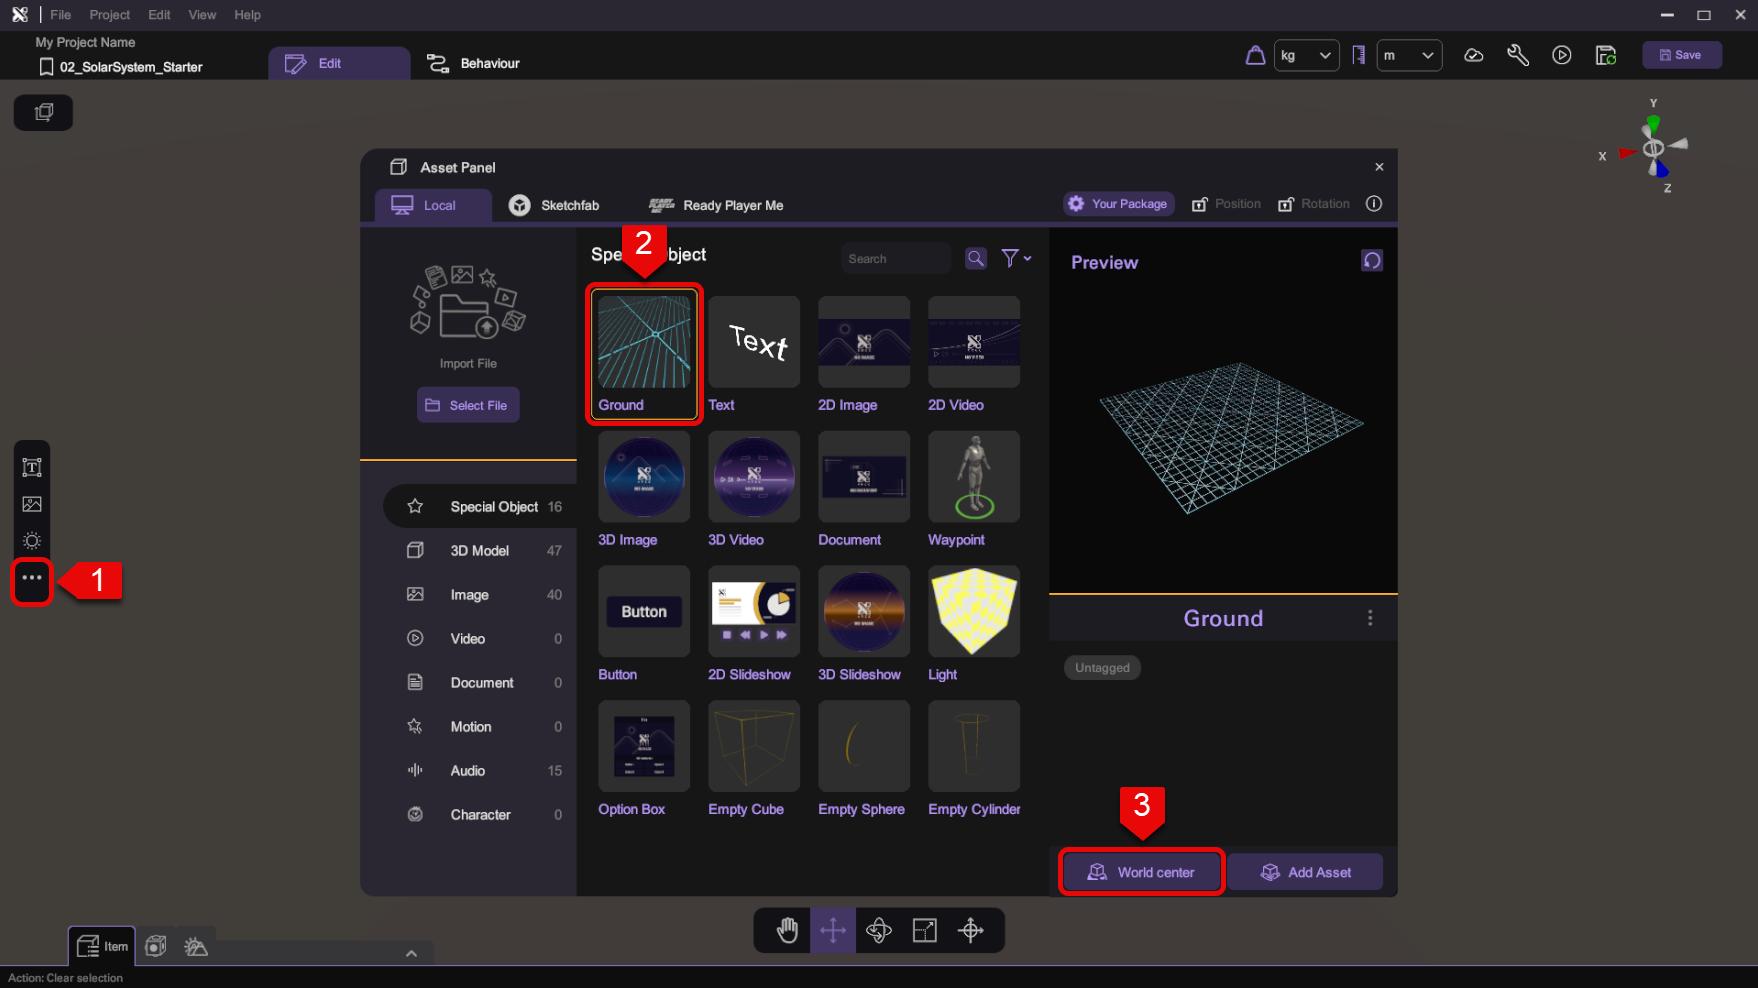 File Project Edit View Help
My Project Name
02_SolarSystem_Starter
Edit
Behaviour
kg
m
Save
Y
X
Z
Asset Panel
Local
Sketchfab
READY PLAYER ME
Ready Player Me
Your Package
Position
Rotation
Import File
Select File
Special Object 16
3D Model 47
Image 40
Video 0
Document 0
Motion 0
Audio 15
Character 0
2
Search
Text
Ground
Text
2D Image
2D Video
3D Image
3D Video
Document
Waypoint
Button
Button
2D Slideshow
3D Slideshow
Light
Option Box
Empty Cube
Empty Sphere
Empty Cylinder
Preview
Ground
Untagged
3
World center
Add Asset
1
Item
Action: Clear selection